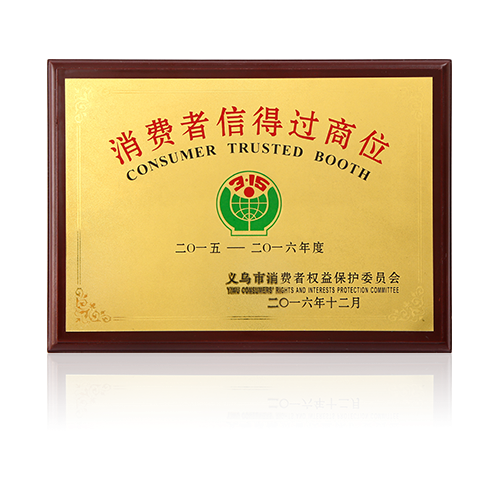 消费者信得过商位
CONSUMER TRUSTED BOOTH
3·15
二〇一五 — 二〇一六年度
义乌市消费者权益保护委员会
YIWU CONSUMERS' RIGHTS AND INTERESTS PROTECTION COMMITTEE
二〇一六年十二月